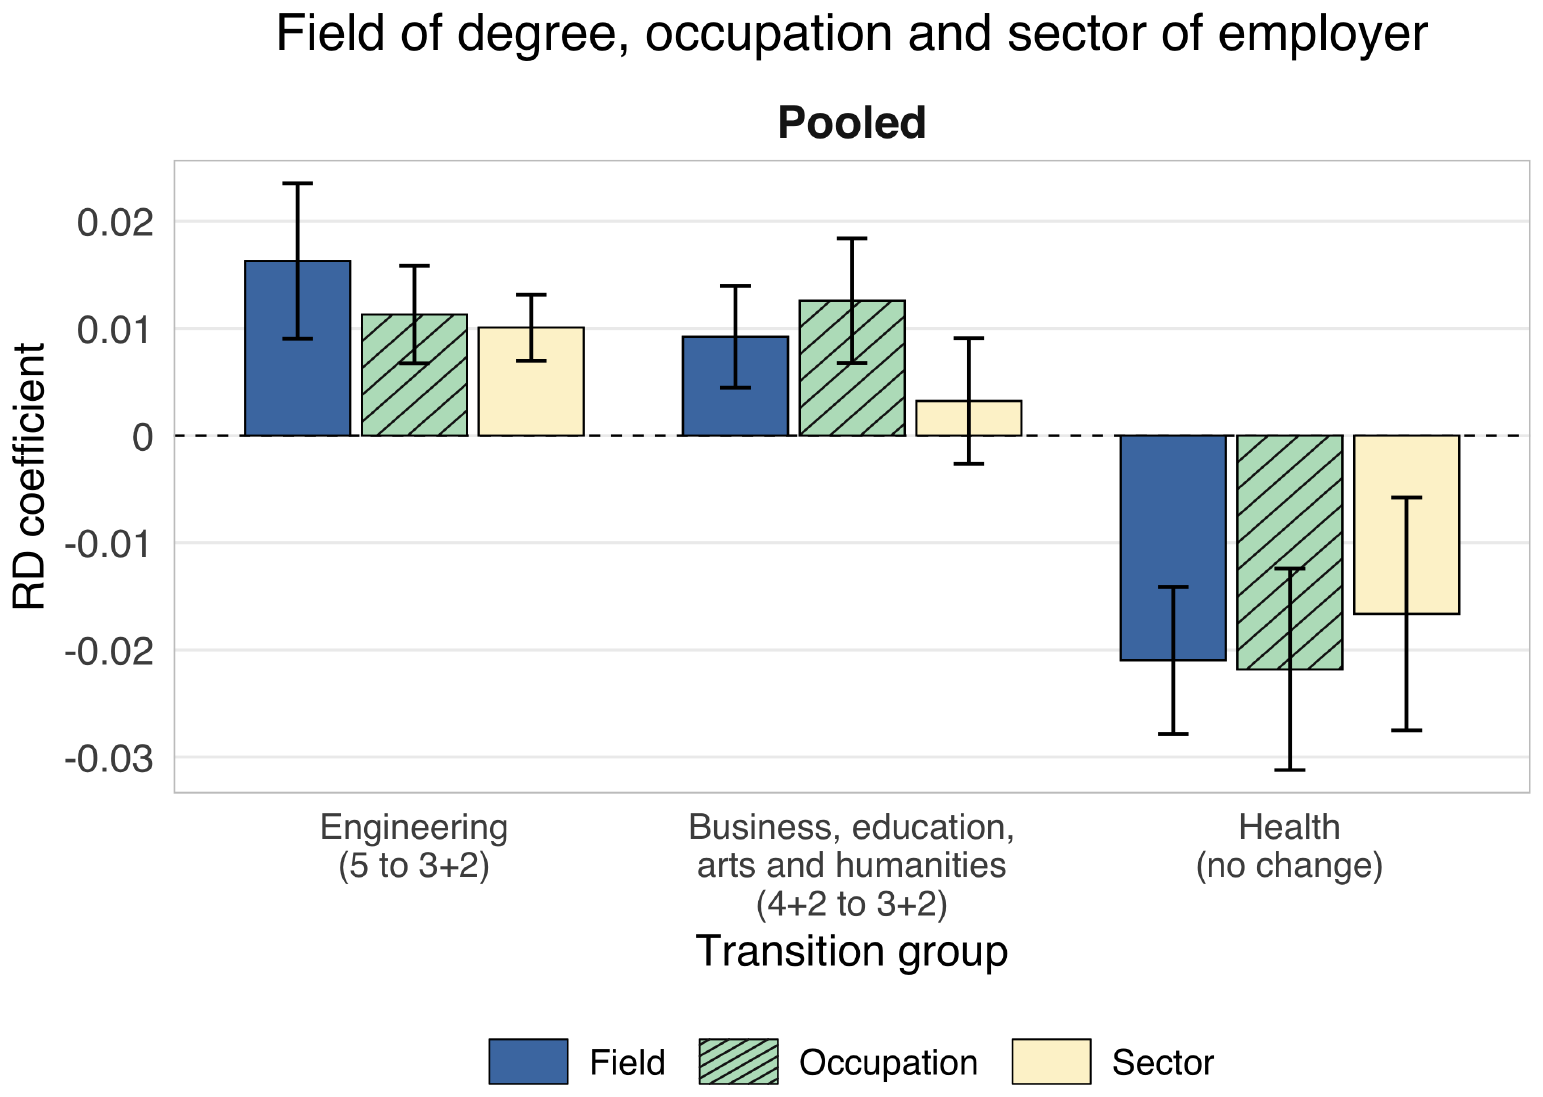 Field of degree, occupation and sector of employer
Pooled
RD coefficient
0.02
0.01
0
-0.01
-0.02
-0.03
Engineering
(5 to 3+2)
Business, education,
arts and humanities
(4+2 to 3+2)
Health
(no change)
Transition group
Field
Occupation
Sector